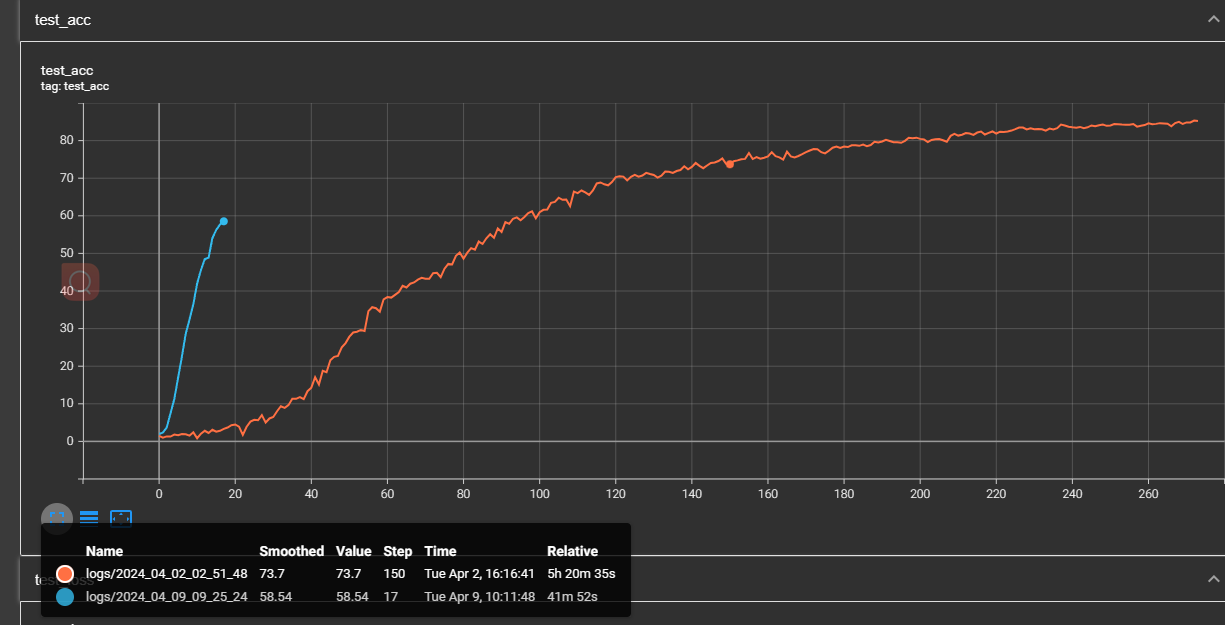 test_acc
test_acc
tag: test_acc
80
70
60
50
40
30
20
10
0
0 20 40 60 80 100 120 140 160 180 200 220 240 260
Name Smoothed Value Step Time Relative
logs/2024_04_02_02_51_48 73.7 73.7 150 Tue Apr 2, 16:16:41 5h 20m 35s
logs/2024_04_09_09_25_24 58.54 58.54 17 Tue Apr 9, 10:11:48 41m 52s